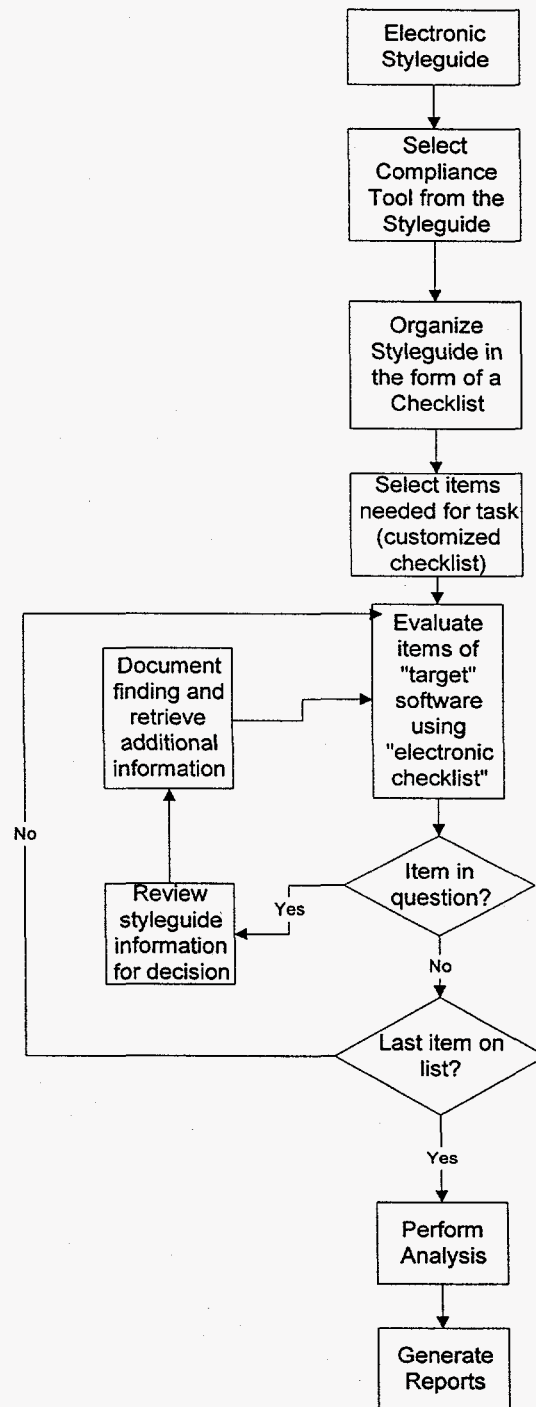 Electronic
Styleguide
Select
Compliance
Tool from the
Styleguide
Organize
Styleguide in
the form of a
Checklist
Select items
needed for task
(customized
checklist)
Evaluate
items of
"target"
software
using
"electronic
checklist"
Document
finding and
retrieve
additional
information
No
Item in
question?
Yes
Review
styleguide
information
for decision
No
Last item on
list?
Yes
Perform
Analysis
Generate
Reports